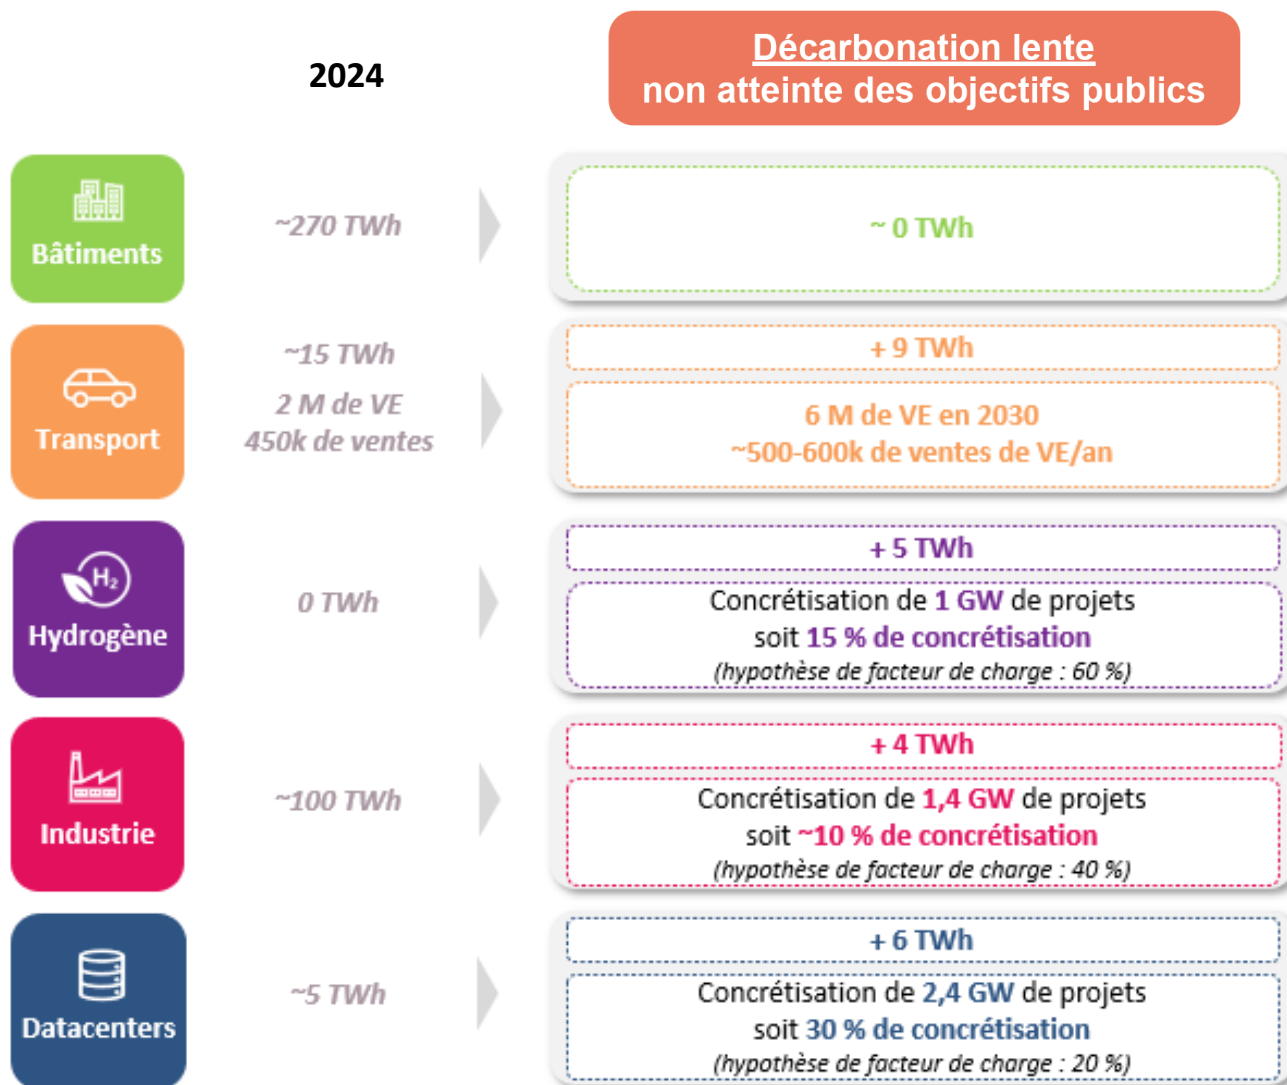 2024
Décarbonation lente
non atteinte des objectifs publics
Bâtiments
~270 TWh
~ 0 TWh
Transport
~15 TWh
2 M de VE
450k de ventes
+ 9 TWh
6 M de VE en 2030
~500-600k de ventes de VE/an
H₂
Hydrogène
0 TWh
+ 5 TWh
Concrétisation de 1 GW de projets
soit 15 % de concrétisation
(hypothèse de facteur de charge : 60 %)
Industrie
~100 TWh
+ 4 TWh
Concrétisation de 1,4 GW de projets
soit ~10 % de concrétisation
(hypothèse de facteur de charge : 40 %)
Datacenters
~5 TWh
+ 6 TWh
Concrétisation de 2,4 GW de projets
soit 30 % de concrétisation
(hypothèse de facteur de charge : 20 %)